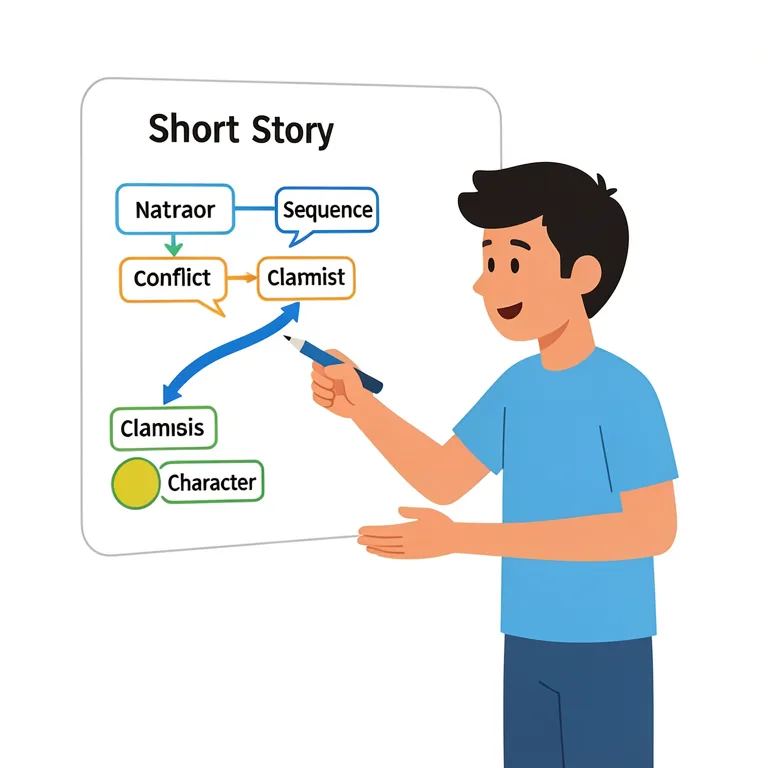 Short Story
Natraor
Sequence
Conflict
Clamist
Clamısis
Character